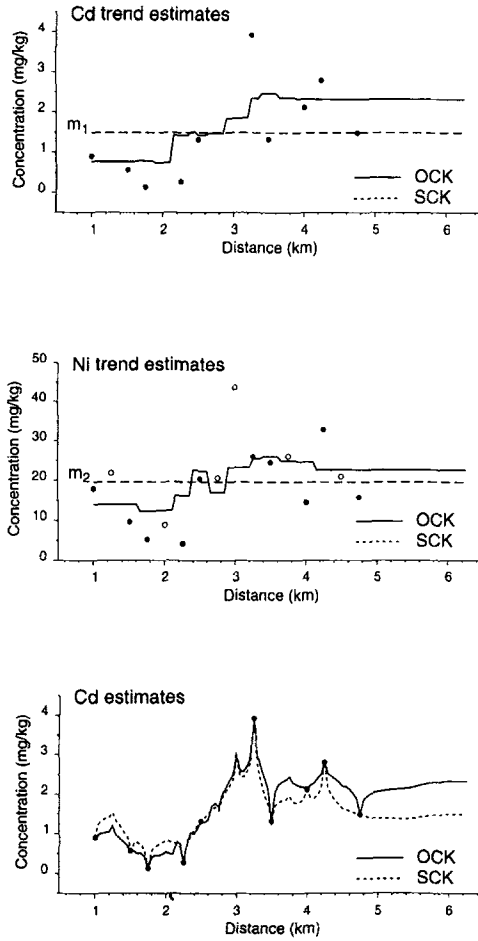 Cd trend estimates
Concentration (mg/kg)
4
3
2
m1
1
0
OCK
SCK
1 2 3 4 5 6
Distance (km)
Ni trend estimates
Concentration (mg/kg)
50
40
30
20
m2
10
0
OCK
SCK
1 2 3 4 5 6
Distance (km)
Cd estimates
Concentration (mg/kg)
4
3
2
1
0
OCK
SCK
1 2 3 4 5 6
Distance (km)